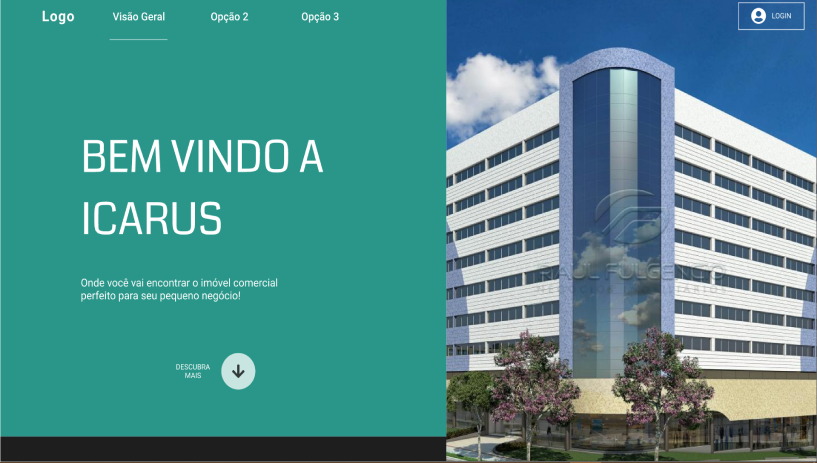 Logo
Visão Geral
Opção 2
Opção 3
LOGIN
BEM VINDO A
ICARUS
Onde você vai encontrar o imóvel comercial
perfeito para seu pequeno negócio!
DESCUBRA
MAIS
RAUL FULGENCIO